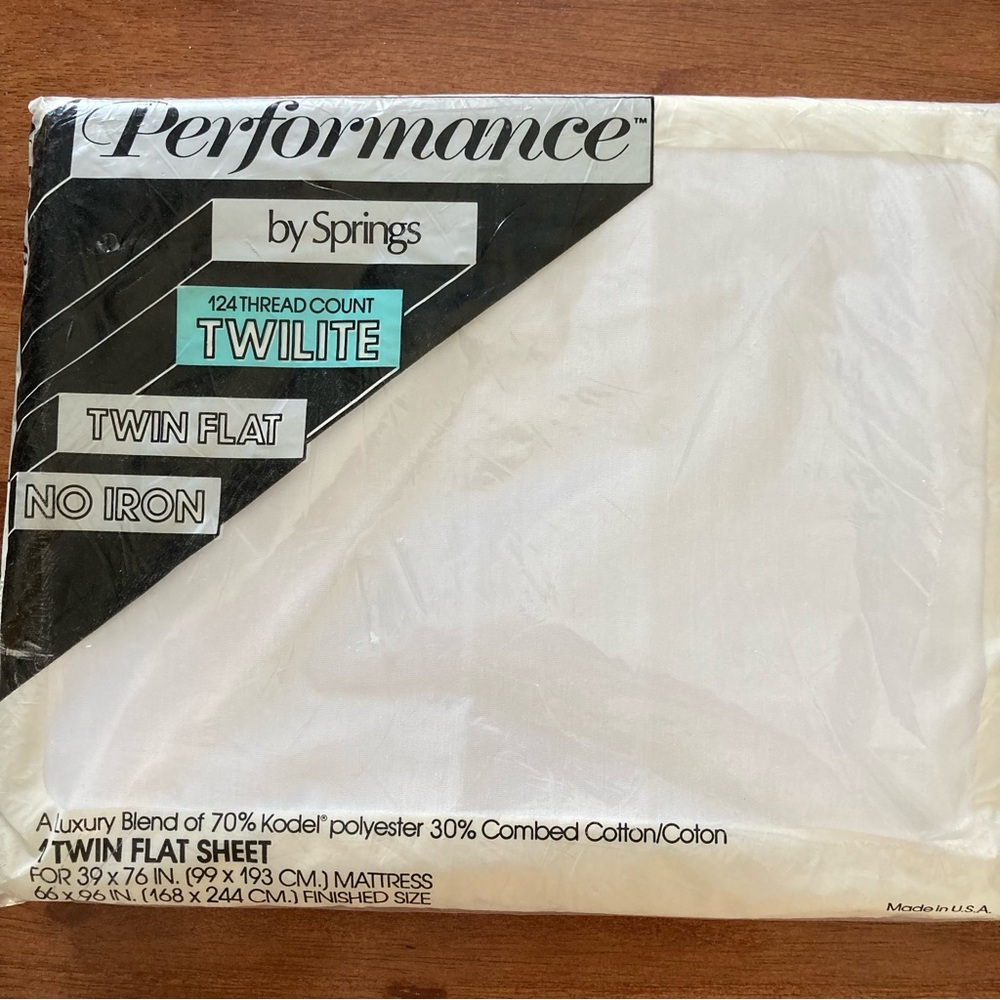 Performance™
by Springs
124 THREAD COUNT
TWILITE
TWIN FLAT
NO IRON
A Luxury Blend of 70% Kodel® polyester 30% Combed Cotton/Coton
1 TWIN FLAT SHEET
FOR 39 x 76 IN. (99 x 193 CM.) MATTRESS
66 x 96 IN. (168 x 244 CM.) FINISHED SIZE
Made in U.S.A.